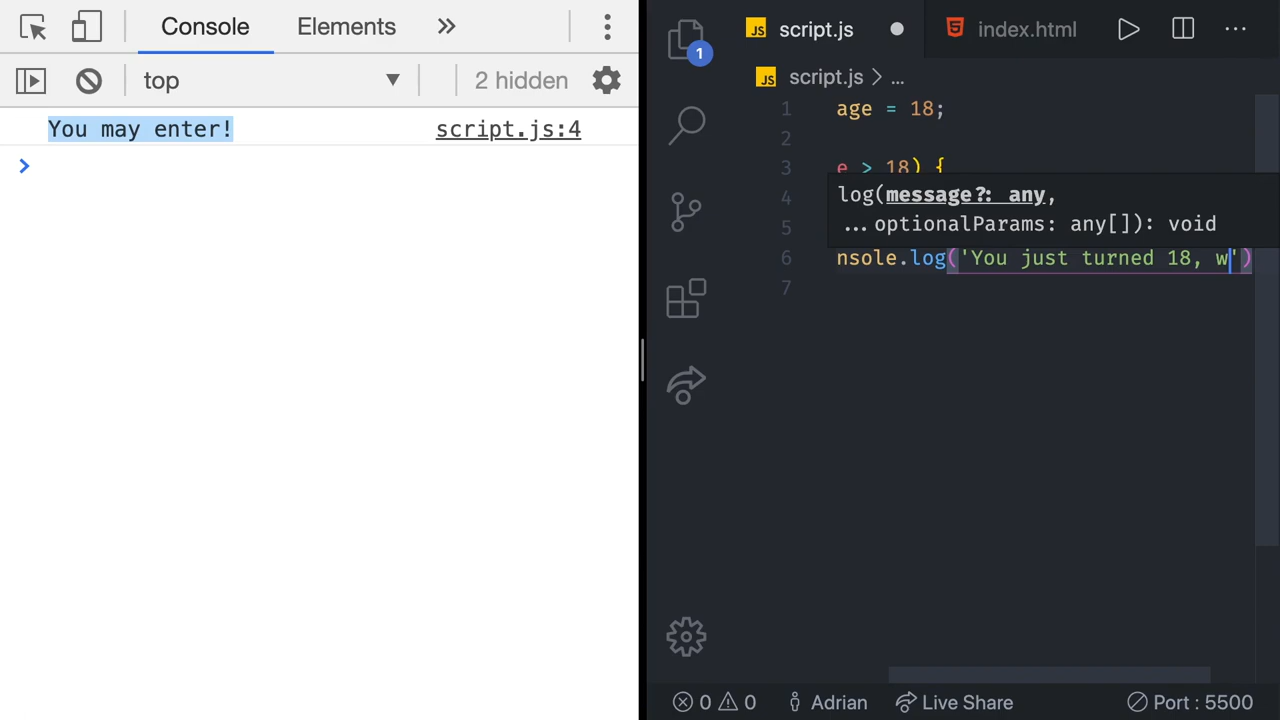 Console
Elements
top
2 hidden
You may enter!
script.js:4
>
1
JS script.js
index.html
JS script.js > ...
1 age = 18;
2
3 e > 18) {
4
5
6 nsole.log('You just turned 18, w')
7
log(message?: any,
...optionalParams: any[]): void
0 0 Adrian Live Share Port : 5500